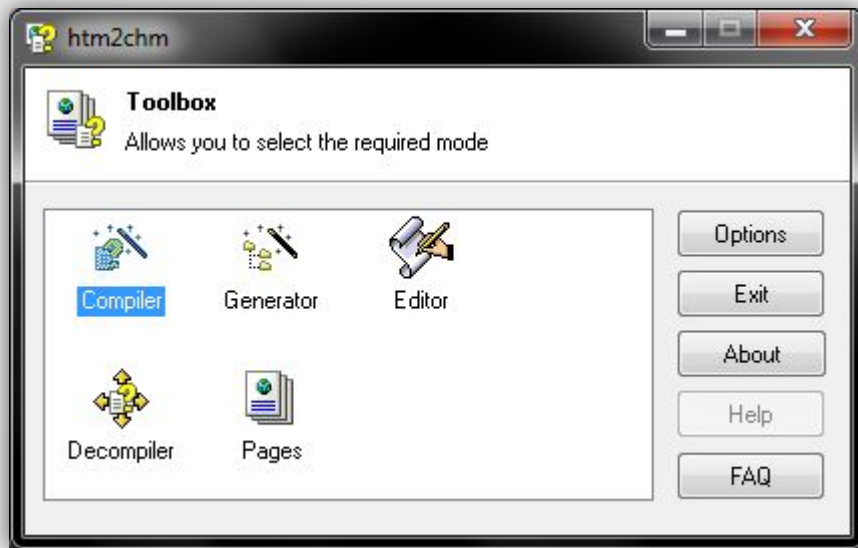 htm2chm
Toolbox
Allows you to select the required mode
Compiler
Generator
Editor
Decompiler
Pages
Options
Exit
About
Help
FAQ